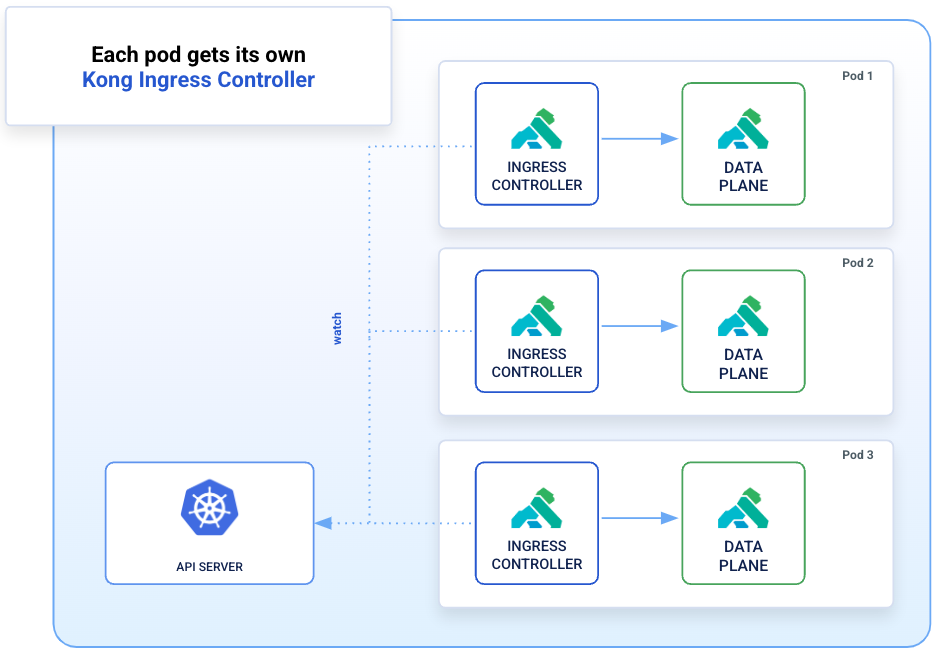 Each pod gets its own
Kong Ingress Controller
Pod 1
INGRESS
CONTROLLER
DATA
PLANE
Pod 2
INGRESS
CONTROLLER
DATA
PLANE
watch
Pod 3
INGRESS
CONTROLLER
DATA
PLANE
API SERVER